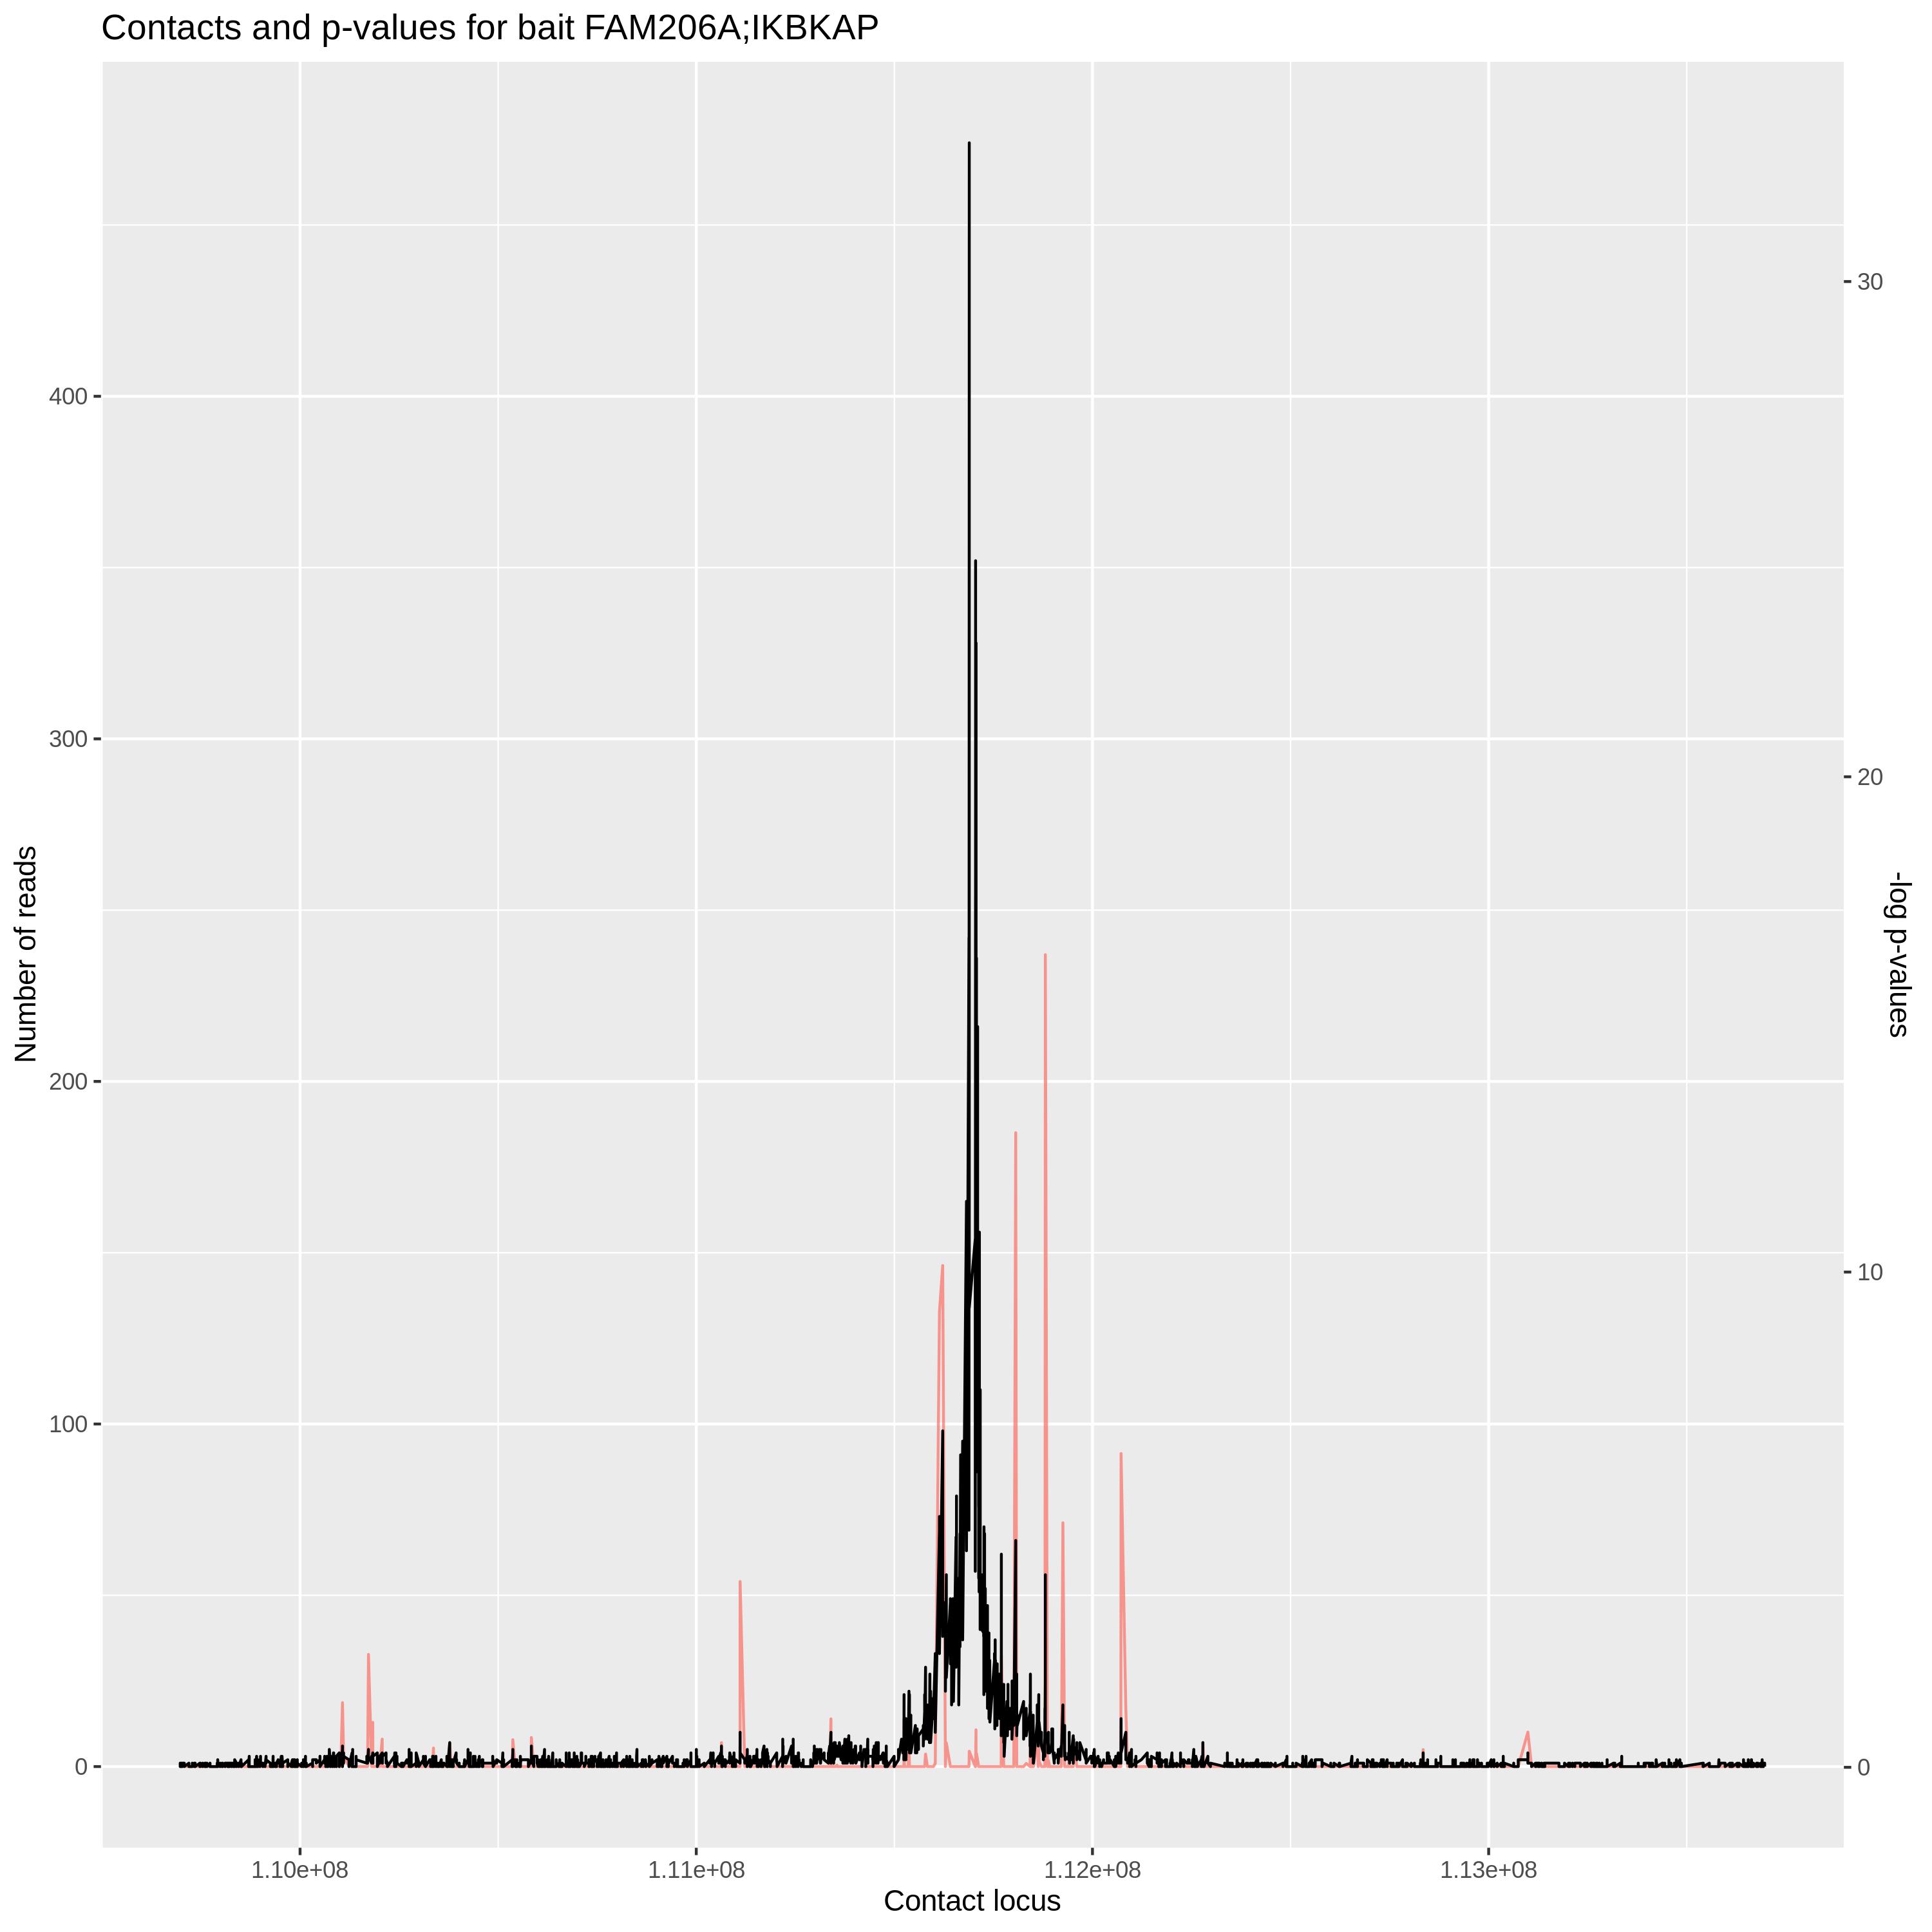 Contacts and p-values for bait FAM206A;IKBKAP
Number of reads
400
300
200
100
0
30
20
10
0
-log p-values
1.10e+08
1.11e+08
1.12e+08
1.13e+08
Contact locus